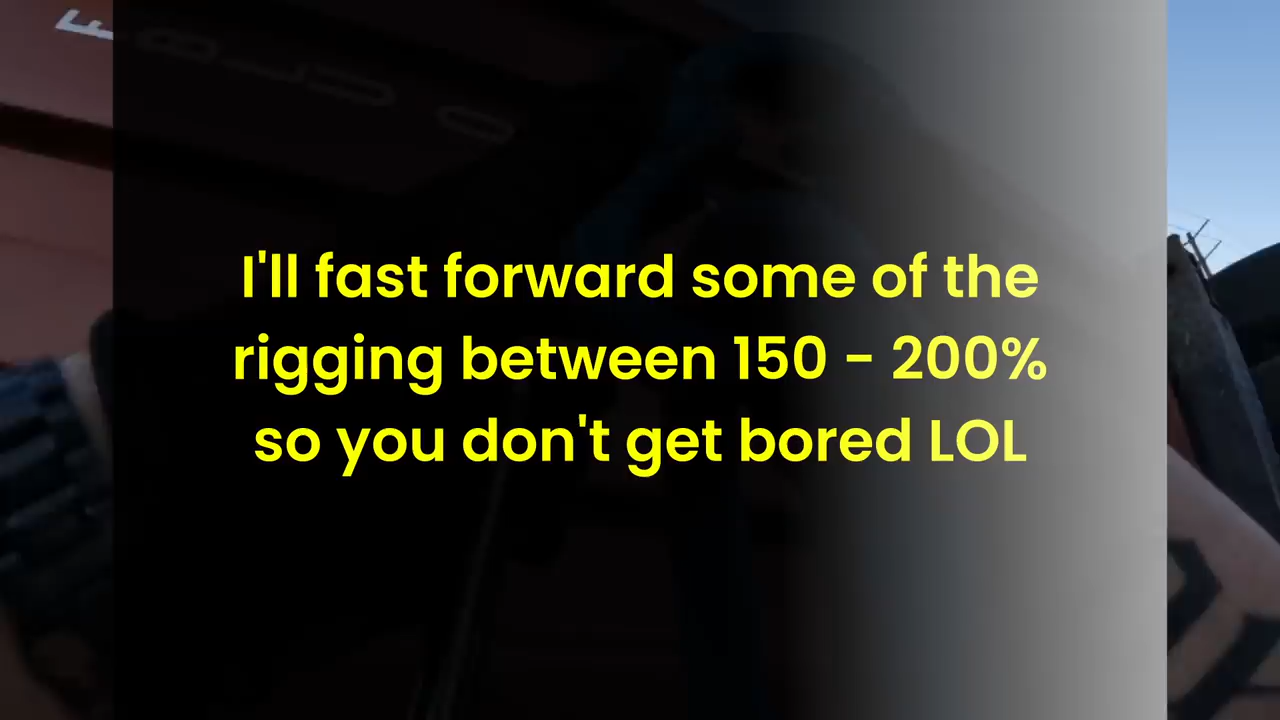 I'll fast forward some of the
rigging between 150 - 200%
so you don't get bored LOL